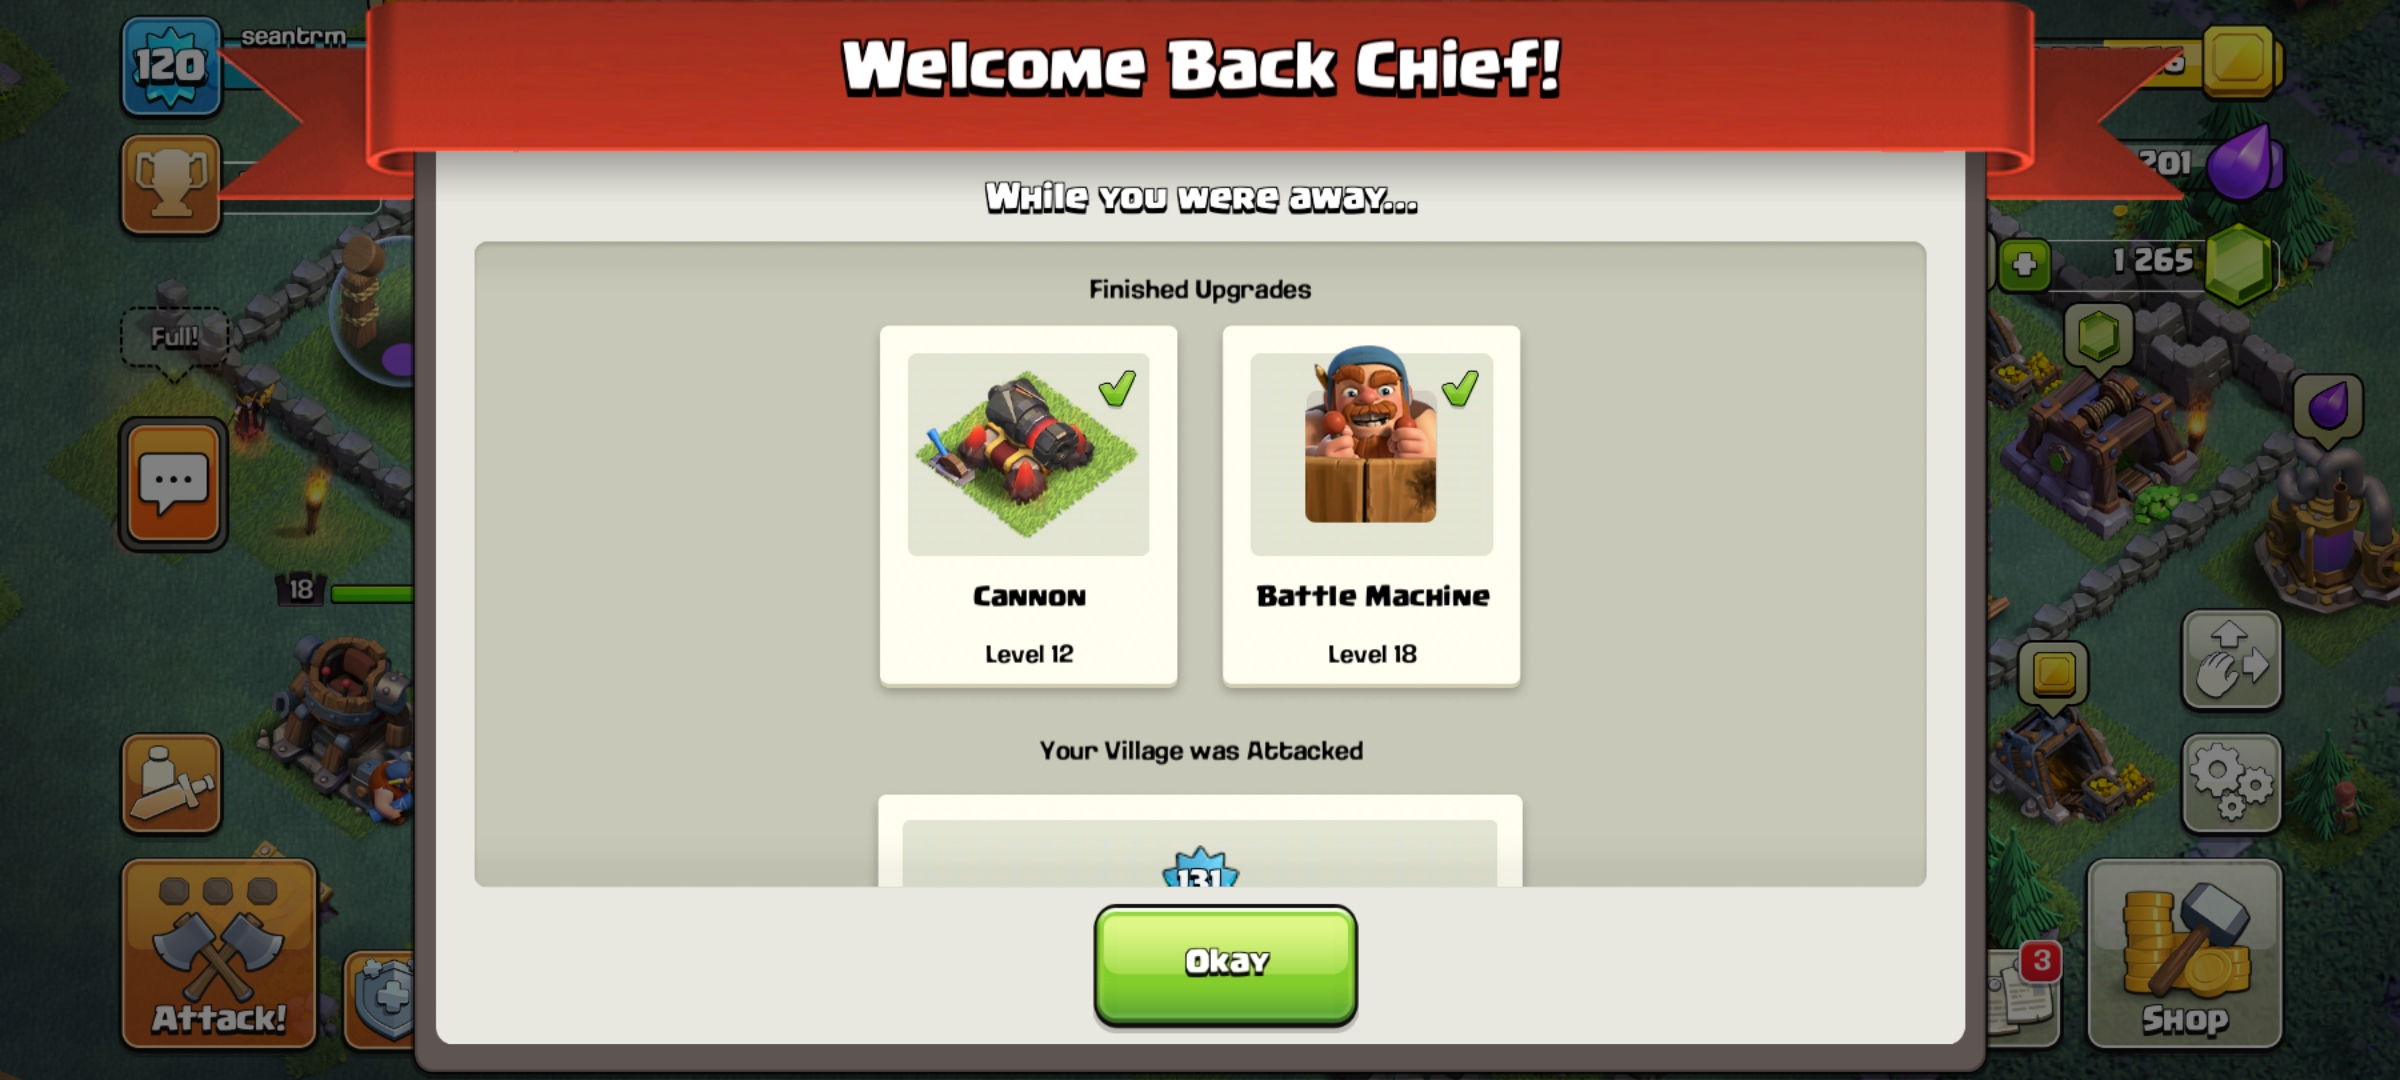 120
seantrm
Welcome Back Chief!
While you were away...
201
1 265
Finished Upgrades
Full!
Cannon
Level 12
Battle Machine
Level 18
18
Your Village was Attacked
131
Okay
Attack!
3
Shop